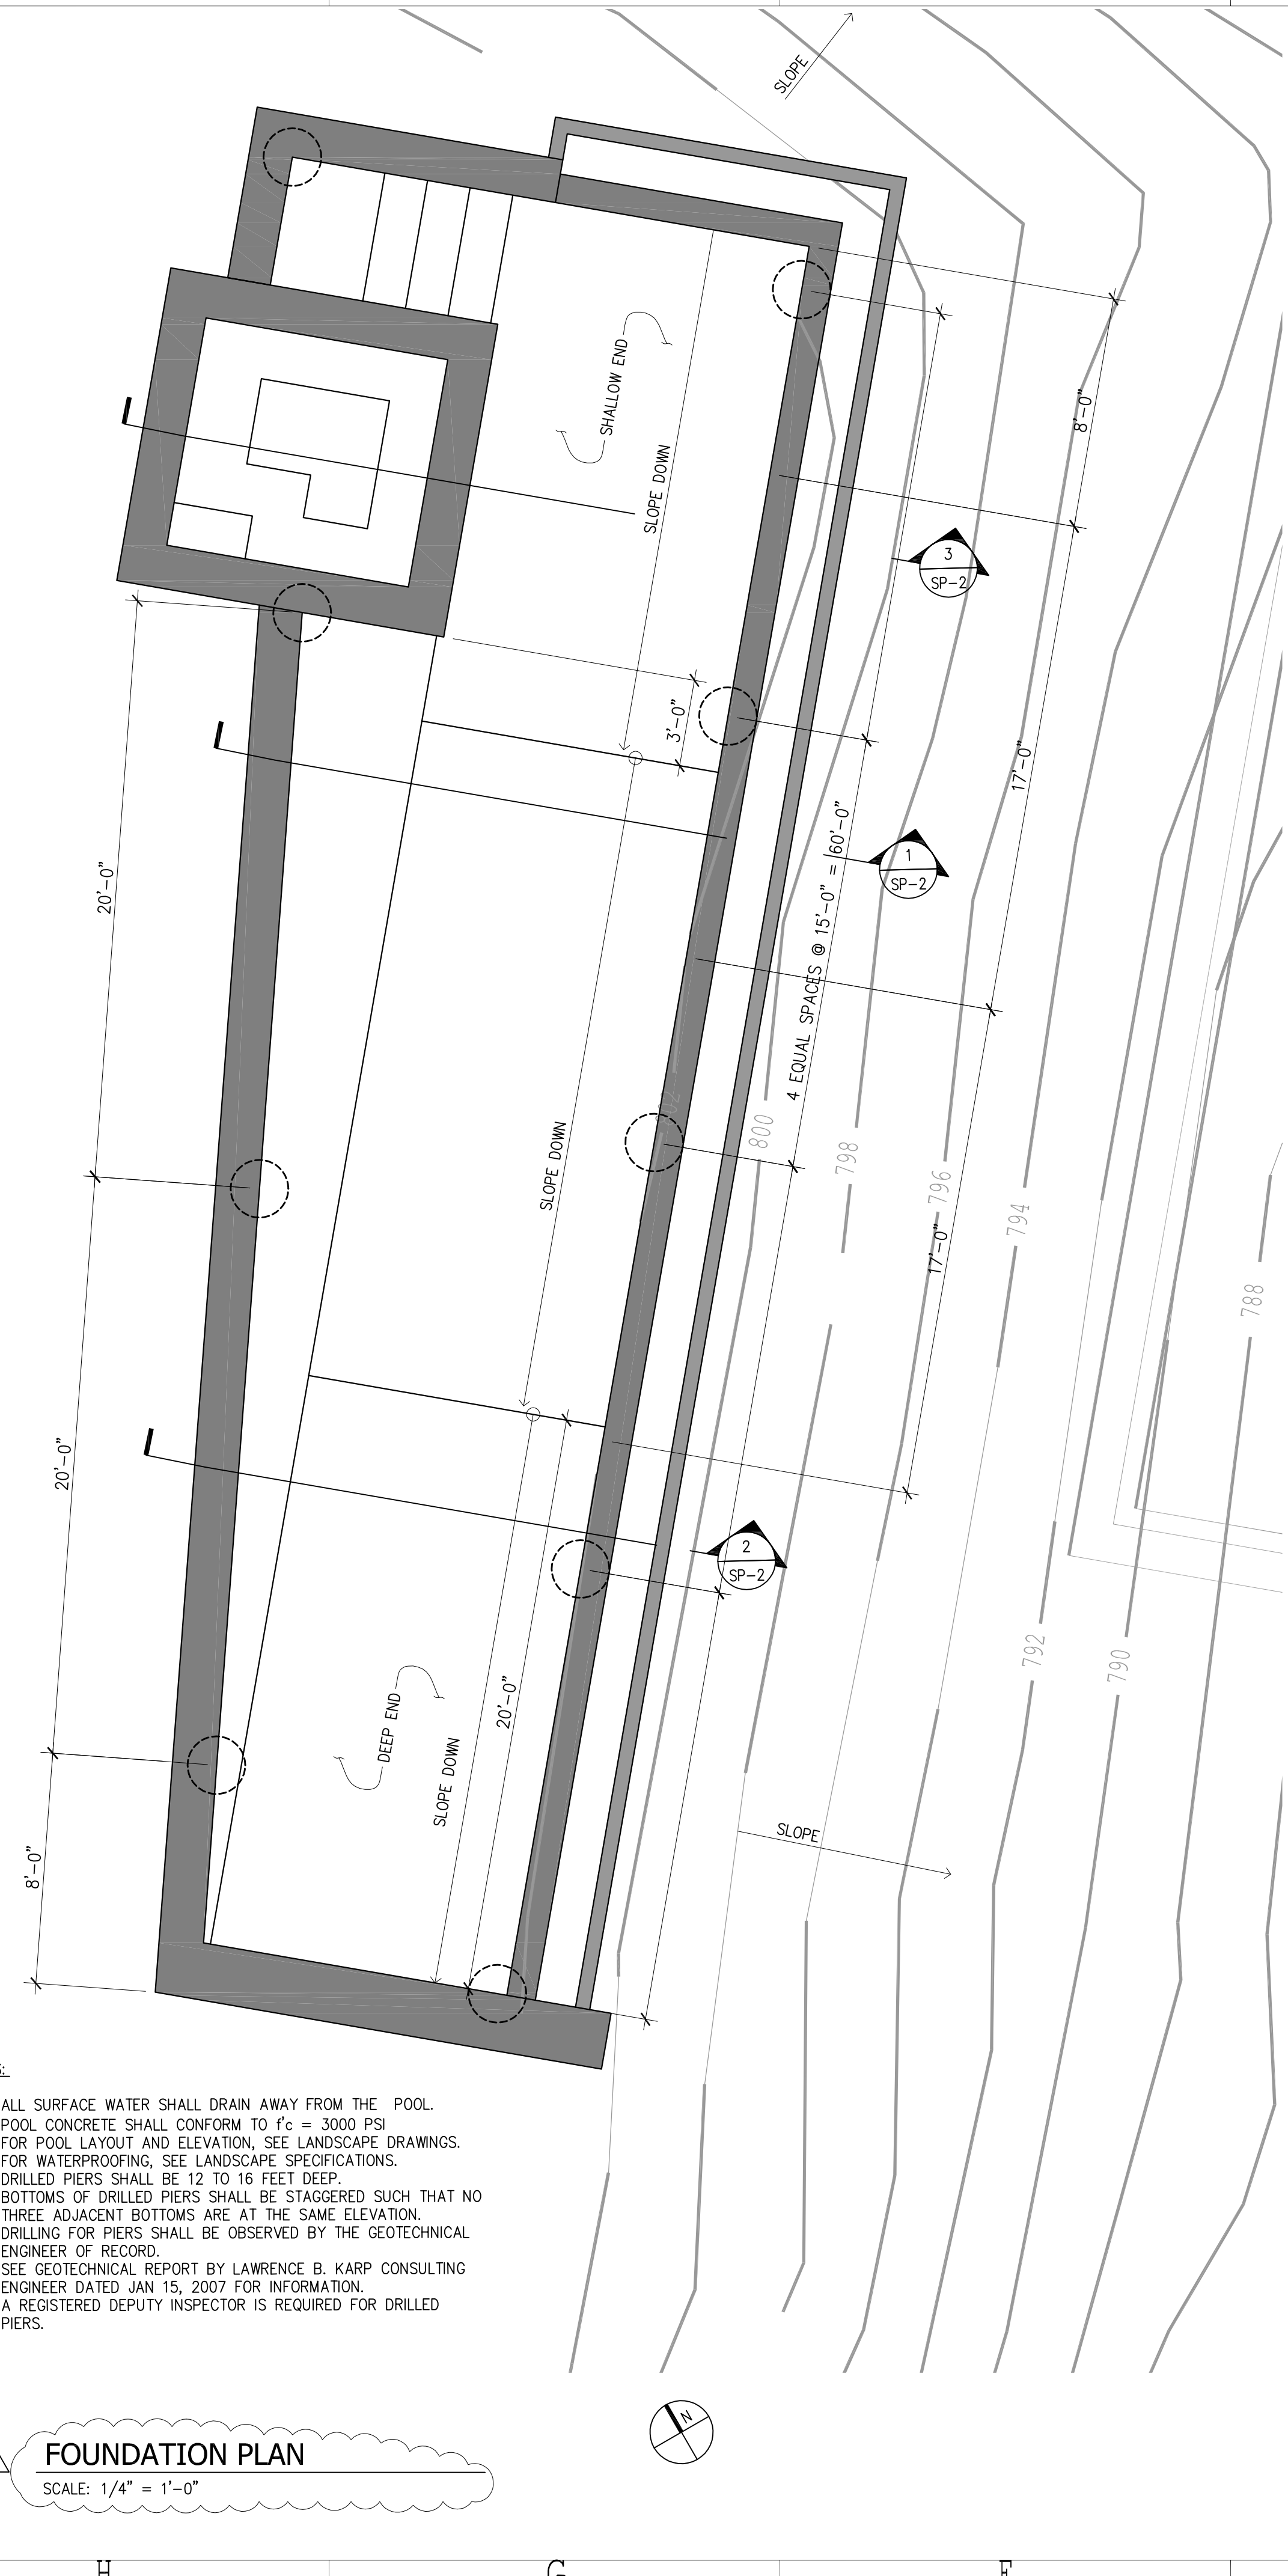 SLOPE
SHALLOW END
SLOPE DOWN
8'-0"
3
SP-2
3'-0"
17'-0"
20'-0"
1
SP-2
4 EQUAL SPACES @ 15'-0" = 60'-0"
802
800
798
796
794
SLOPE DOWN
17'-0"
788
20'-0"
2
SP-2
792
790
DEEP END
20'-0"
SLOPE DOWN
SLOPE
8'-0"
S:
ALL SURFACE WATER SHALL DRAIN AWAY FROM THE POOL.
POOL CONCRETE SHALL CONFORM TO f'c = 3000 PSI
FOR POOL LAYOUT AND ELEVATION, SEE LANDSCAPE DRAWINGS.
FOR WATERPROOFING, SEE LANDSCAPE SPECIFICATIONS.
DRILLED PIERS SHALL BE 12 TO 16 FEET DEEP.
BOTTOMS OF DRILLED PIERS SHALL BE STAGGERED SUCH THAT NO
THREE ADJACENT BOTTOMS ARE AT THE SAME ELEVATION.
DRILLING FOR PIERS SHALL BE OBSERVED BY THE GEOTECHNICAL
ENGINEER OF RECORD.
SEE GEOTECHNICAL REPORT BY LAWRENCE B. KARP CONSULTING
ENGINEER DATED JAN 15, 2007 FOR INFORMATION.
A REGISTERED DEPUTY INSPECTOR IS REQUIRED FOR DRILLED
PIERS.
N
FOUNDATION PLAN
SCALE: 1/4" = 1'-0"
H
G
F